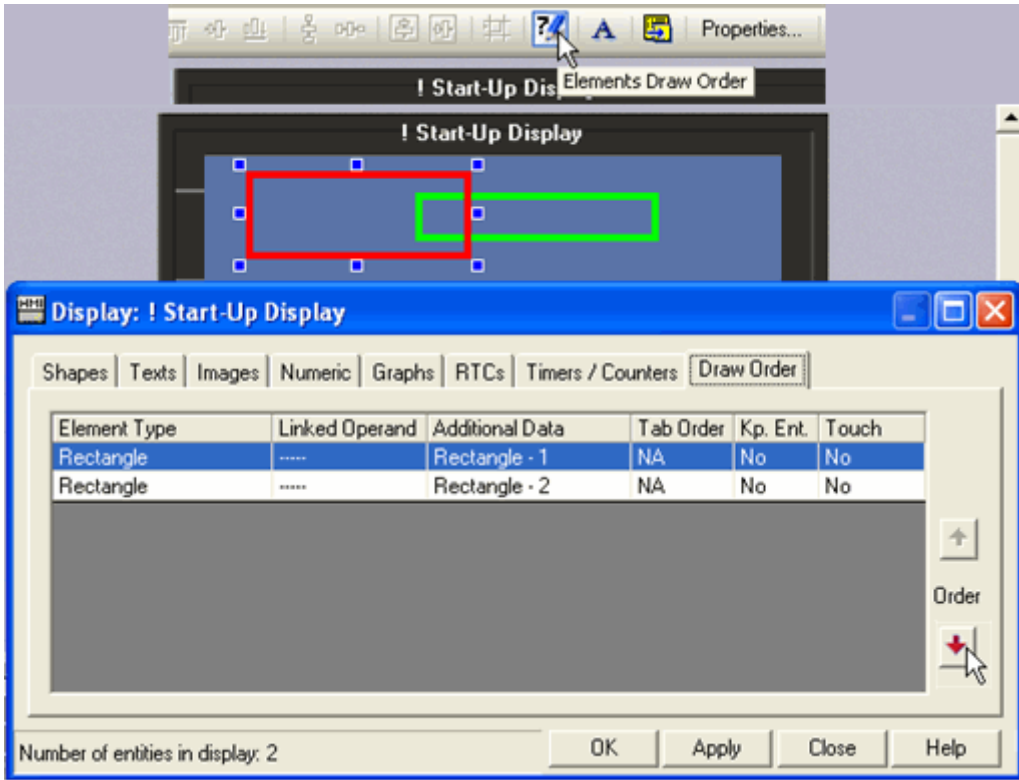 Properties...
! Start-Up Dis
Elements Draw Order
! Start-Up Display
HMI
Display: ! Start-Up Display
Shapes Texts Images Numeric Graphs RTCs Timers / Counters Draw Order
Element Type Linked Operand Additional Data Tab Order Kp. Ent. Touch
Rectangle ----- Rectangle - 1 NA No No
Rectangle ----- Rectangle - 2 NA No No
Order
Number of entities in display: 2
OK Apply Close Help